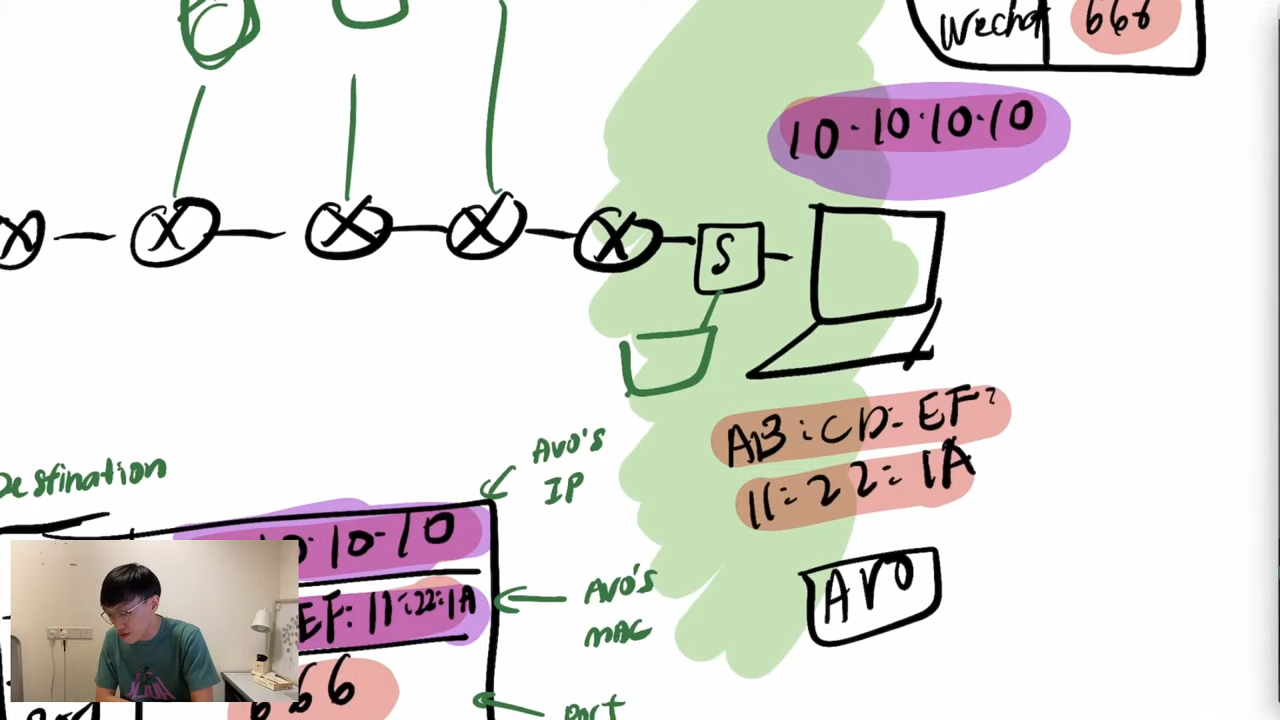 Wechat 666
10.10.10.10
S
AB:CD:EF:
11:22:1A
Avo
Destination
Avo's
IP
10.10
EF:11:22:1A
Avo's
MAC
666
Port